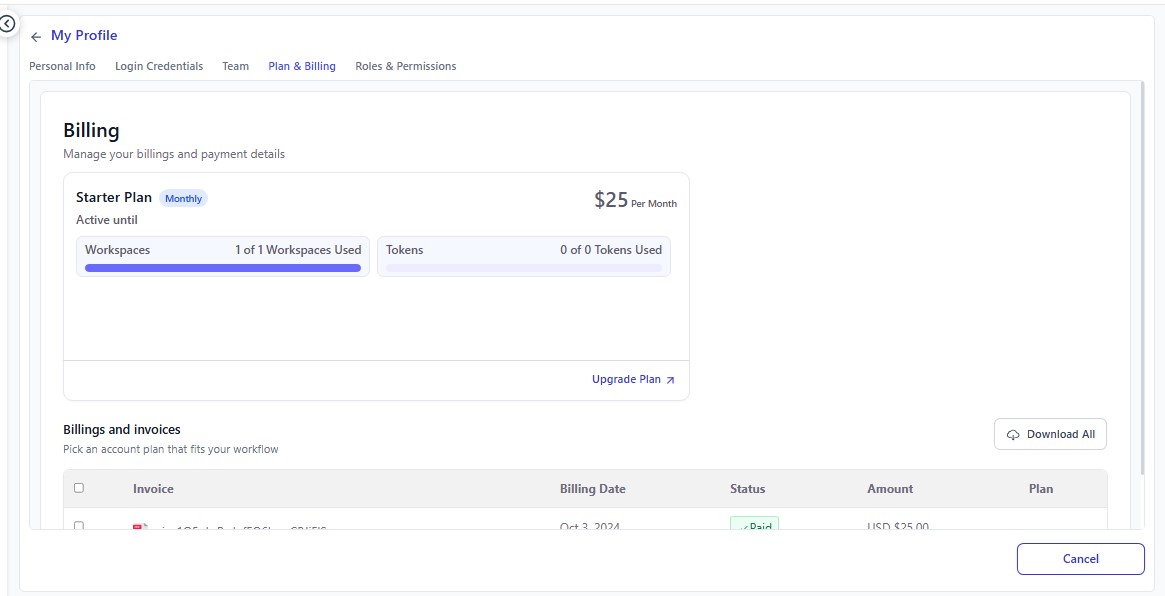 My Profile
Personal Info Login Credentials Team Plan & Billing Roles & Permissions
Billing
Manage your billings and payment details
Starter Plan Monthly $25 Per Month
Active until
Workspaces 1 of 1 Workspaces Used Tokens 0 of 0 Tokens Used
Upgrade Plan
Billings and invoices
Pick an account plan that fits your workflow
Download All
Invoice Billing Date Status Amount Plan
Oct 3, 2024 Paid USD $25.00
Cancel